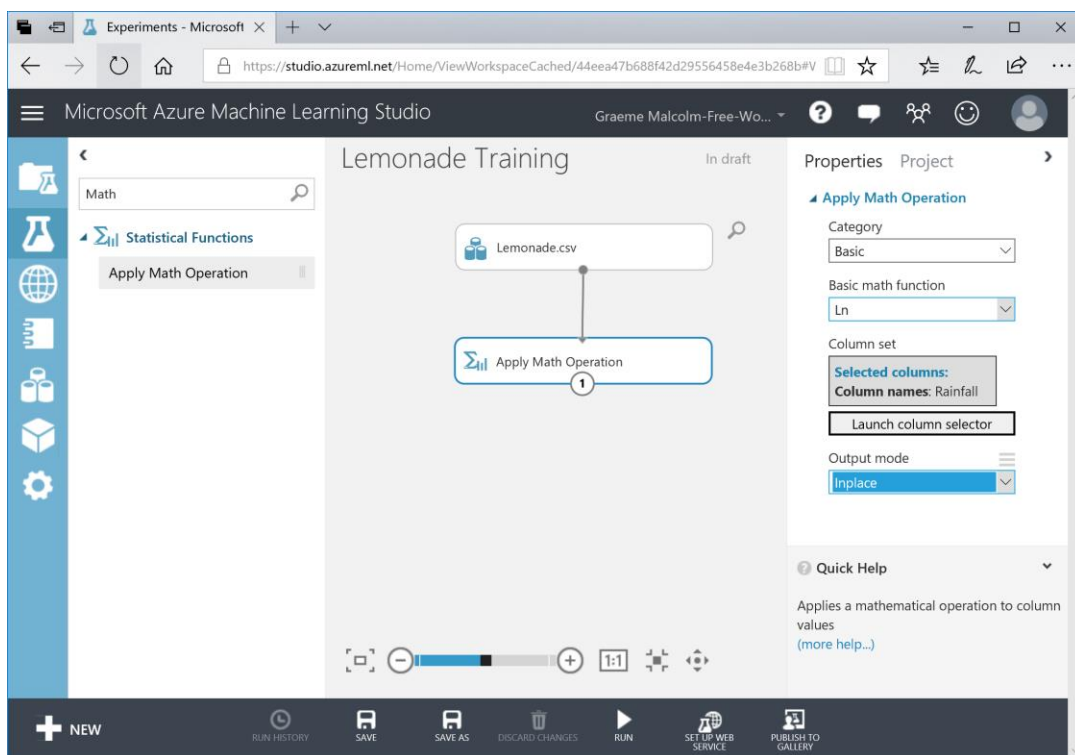 Experiments - Microsoft
https://studio.azureml.net/Home/ViewWorkspaceCached/44eea47b688f42d29556458e4e3b268b#V
Microsoft Azure Machine Learning Studio
Graeme Malcolm-Free-Wo...
Math
Statistical Functions
Apply Math Operation
Lemonade Training
In draft
Lemonade.csv
Apply Math Operation
1
Properties Project
Apply Math Operation
Category
Basic
Basic math function
Ln
Column set
Selected columns:
Column names: Rainfall
Launch column selector
Output mode
Inplace
Quick Help
Applies a mathematical operation to column
values
(more help...)
1:1
NEW
RUN HISTORY
SAVE
SAVE AS
DISCARD CHANGES
RUN
SET UP WEB
SERVICE
PUBLISH TO
GALLERY